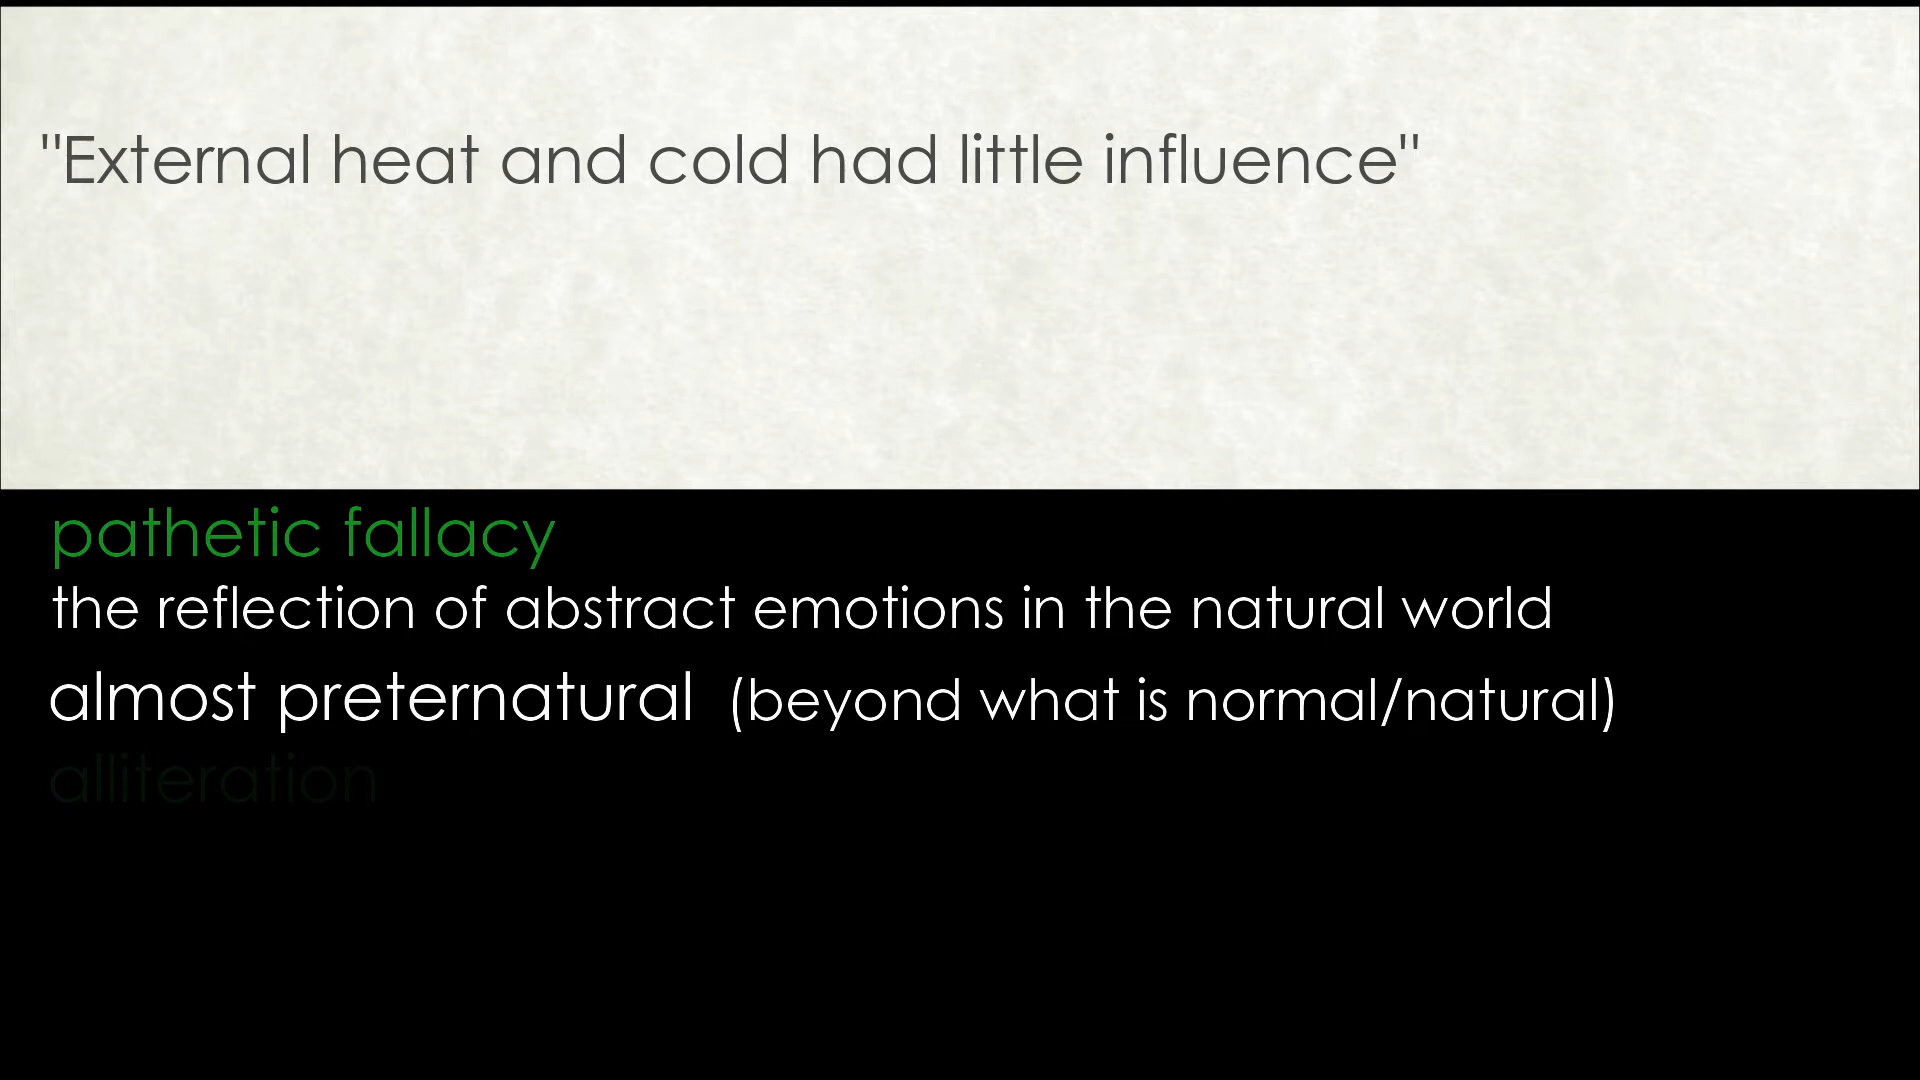 "External heat and cold had little influence"
pathetic fallacy
the reflection of abstract emotions in the natural world
almost preternatural (beyond what is normal/natural)
alliteration